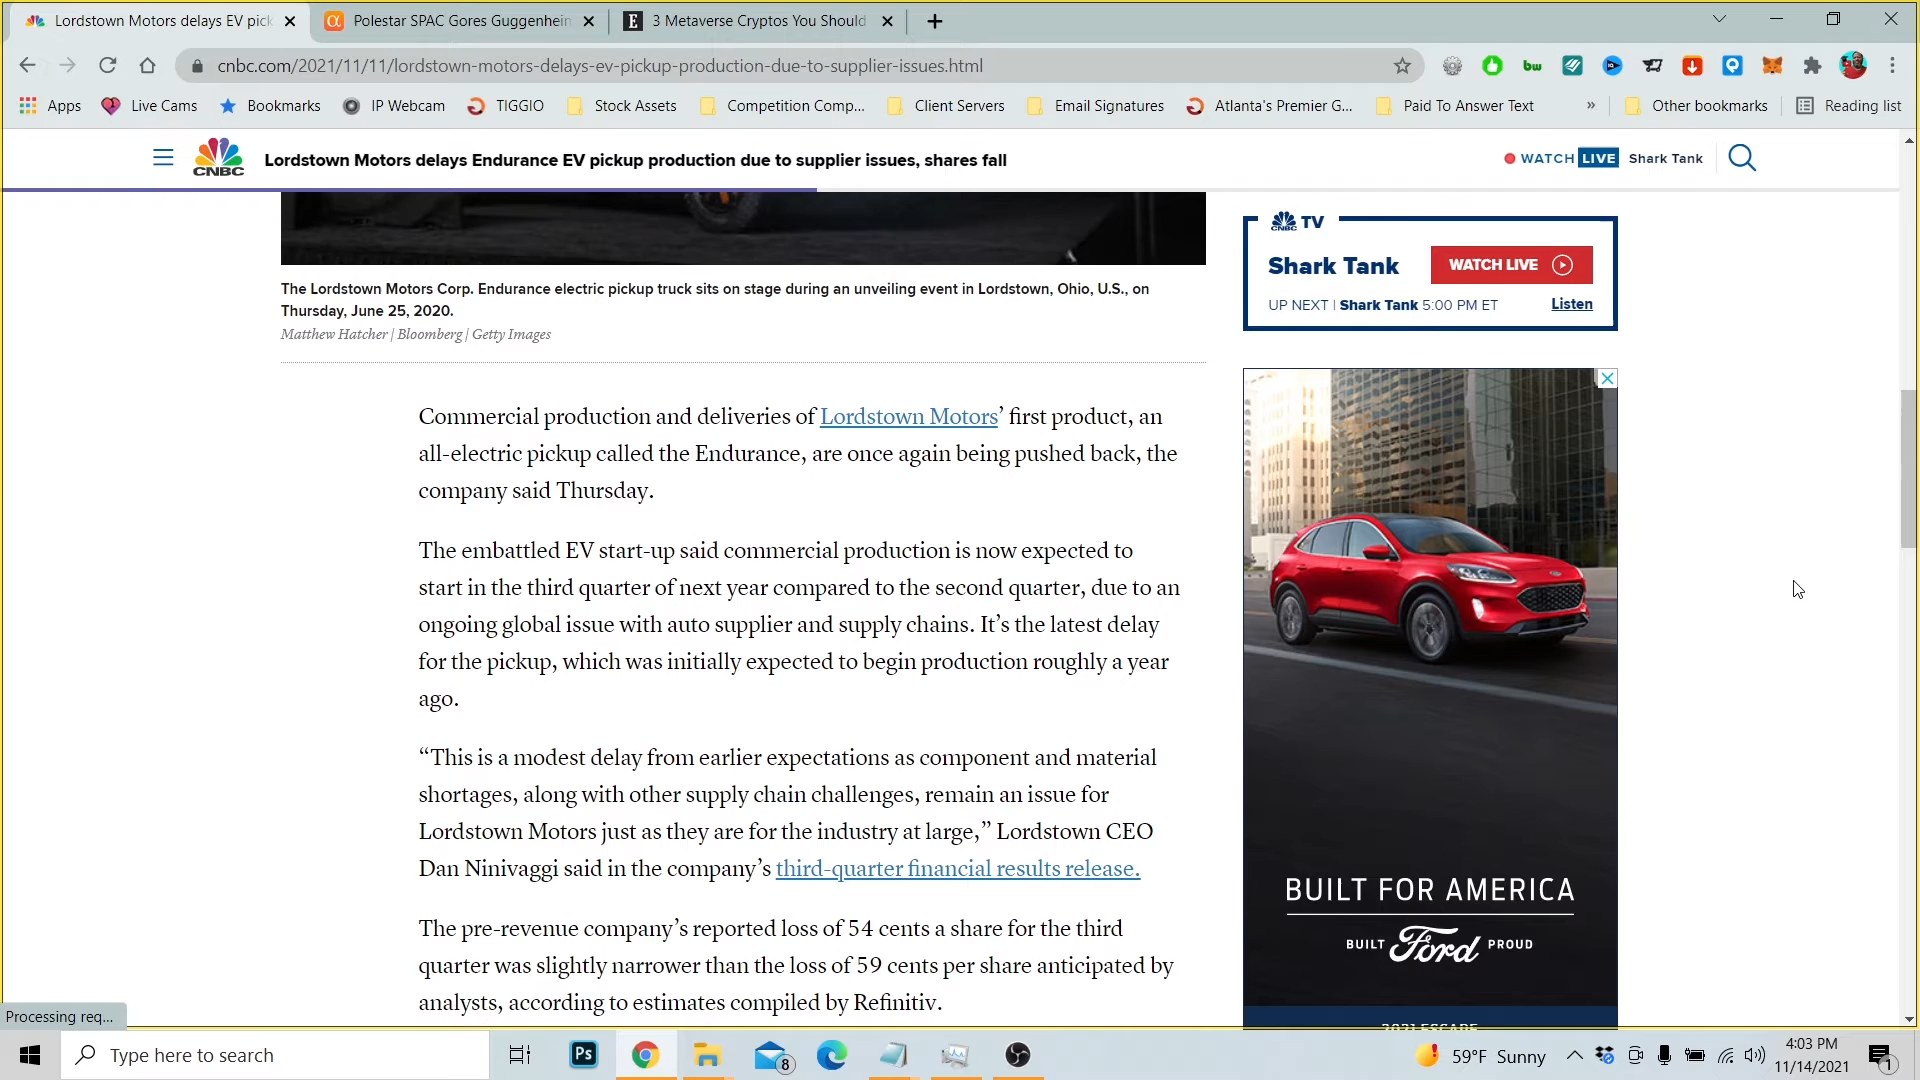 Lordstown Motors delays EV pick
Polestar SPAC Gores Guggenheim
3 Metaverse Cryptos You Should
cnbc.com/2021/11/11/lordstown-motors-delays-ev-pickup-production-due-to-supplier-issues.html
bw
Apps
Live Cams
Bookmarks
IP Webcam
TIGGIO
Stock Assets
Competition Comp...
Client Servers
Email Signatures
Atlanta's Premier G...
Paid To Answer Text
»
Other bookmarks
Reading list
CNBC
Lordstown Motors delays Endurance EV pickup production due to supplier issues, shares fall
WATCH LIVE Shark Tank
CNBC TV
Shark Tank
WATCH LIVE
UP NEXT | Shark Tank 5:00 PM ET
Listen
The Lordstown Motors Corp. Endurance electric pickup truck sits on stage during an unveiling event in Lordstown, Ohio, U.S., on
Thursday, June 25, 2020.
Matthew Hatcher | Bloomberg | Getty Images
Commercial production and deliveries of Lordstown Motors’ first product, an
all-electric pickup called the Endurance, are once again being pushed back, the
company said Thursday.
The embattled EV start-up said commercial production is now expected to
start in the third quarter of next year compared to the second quarter, due to an
ongoing global issue with auto supplier and supply chains. It’s the latest delay
for the pickup, which was initially expected to begin production roughly a year
ago.
“This is a modest delay from earlier expectations as component and material
shortages, along with other supply chain challenges, remain an issue for
Lordstown Motors just as they are for the industry at large,” Lordstown CEO
Dan Ninivaggi said in the company’s third-quarter financial results release.
The pre-revenue company’s reported loss of 54 cents a share for the third
quarter was slightly narrower than the loss of 59 cents per share anticipated by
analysts, according to estimates compiled by Refinitiv.
BUILT FOR AMERICA
BUILT Ford PROUD
2021 ESCAPE
Processing req...
Type here to search
Ps
8
59°F Sunny
4:03 PM
11/14/2021
1